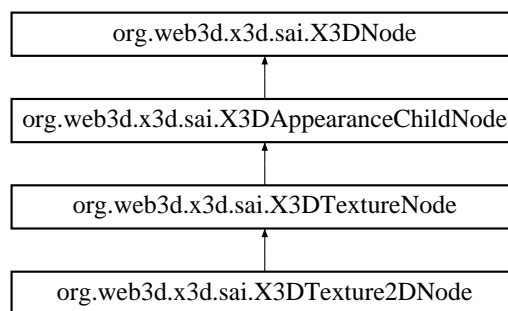 org.web3d.x3d.sai.X3DNode
org.web3d.x3d.sai.X3DAppearanceChildNode
org.web3d.x3d.sai.X3DTextureNode
org.web3d.x3d.sai.X3DTexture2DNode